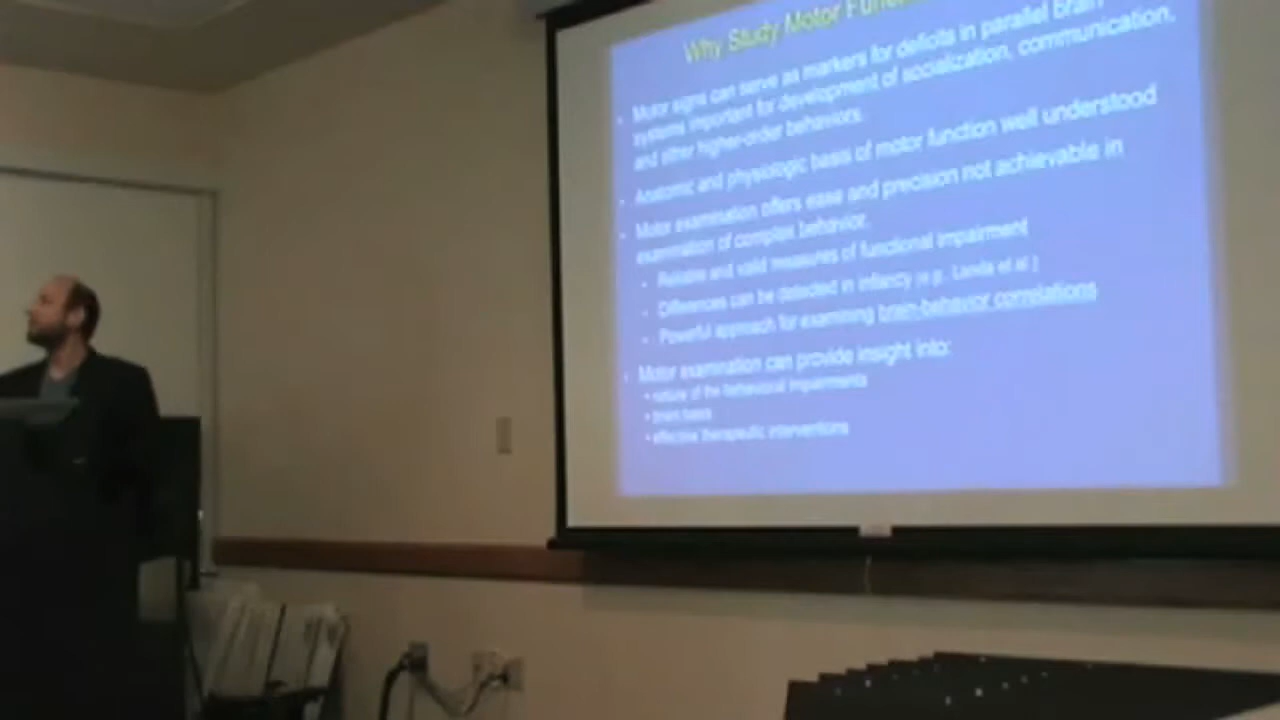 Why Study Motor
• Motor signs can serve as markers for deficits in parallel brain
systems important for development of socialization, communication,
and other higher-order behaviors.
• Anatomic and physiologic basis of motor function well understood
• Motor examination offers ease and precision not achievable in
examination of complex behavior.
• Reliable and valid measures of functional impairment
• Differences can be detected in infancy (e.g., Landa et al.)
• Powerful approach for examining brain-behavior correlations
• Motor examination can provide insight into:
• nature of the behavioral impairments
• brain basis
• effective therapeutic interventions